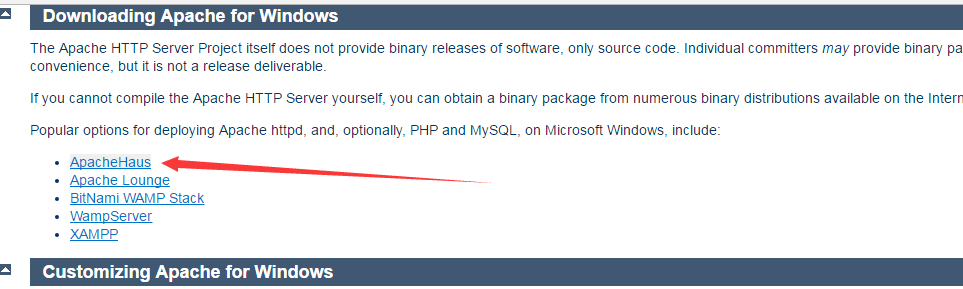 Downloading Apache for Windows
The Apache HTTP Server Project itself does not provide binary releases of software, only source code. Individual committers may provide binary
convenience, but it is not a release deliverable.
If you cannot compile the Apache HTTP Server yourself, you can obtain a binary package from numerous binary distributions available on the
Popular options for deploying Apache httpd, and, optionally, PHP and MySQL, on Microsoft Windows, include:
• ApacheHaus
• Apache Lounge
• BitNami WAMP Stack
• WampServer
• XAMPP
Customizing Apache for Windows